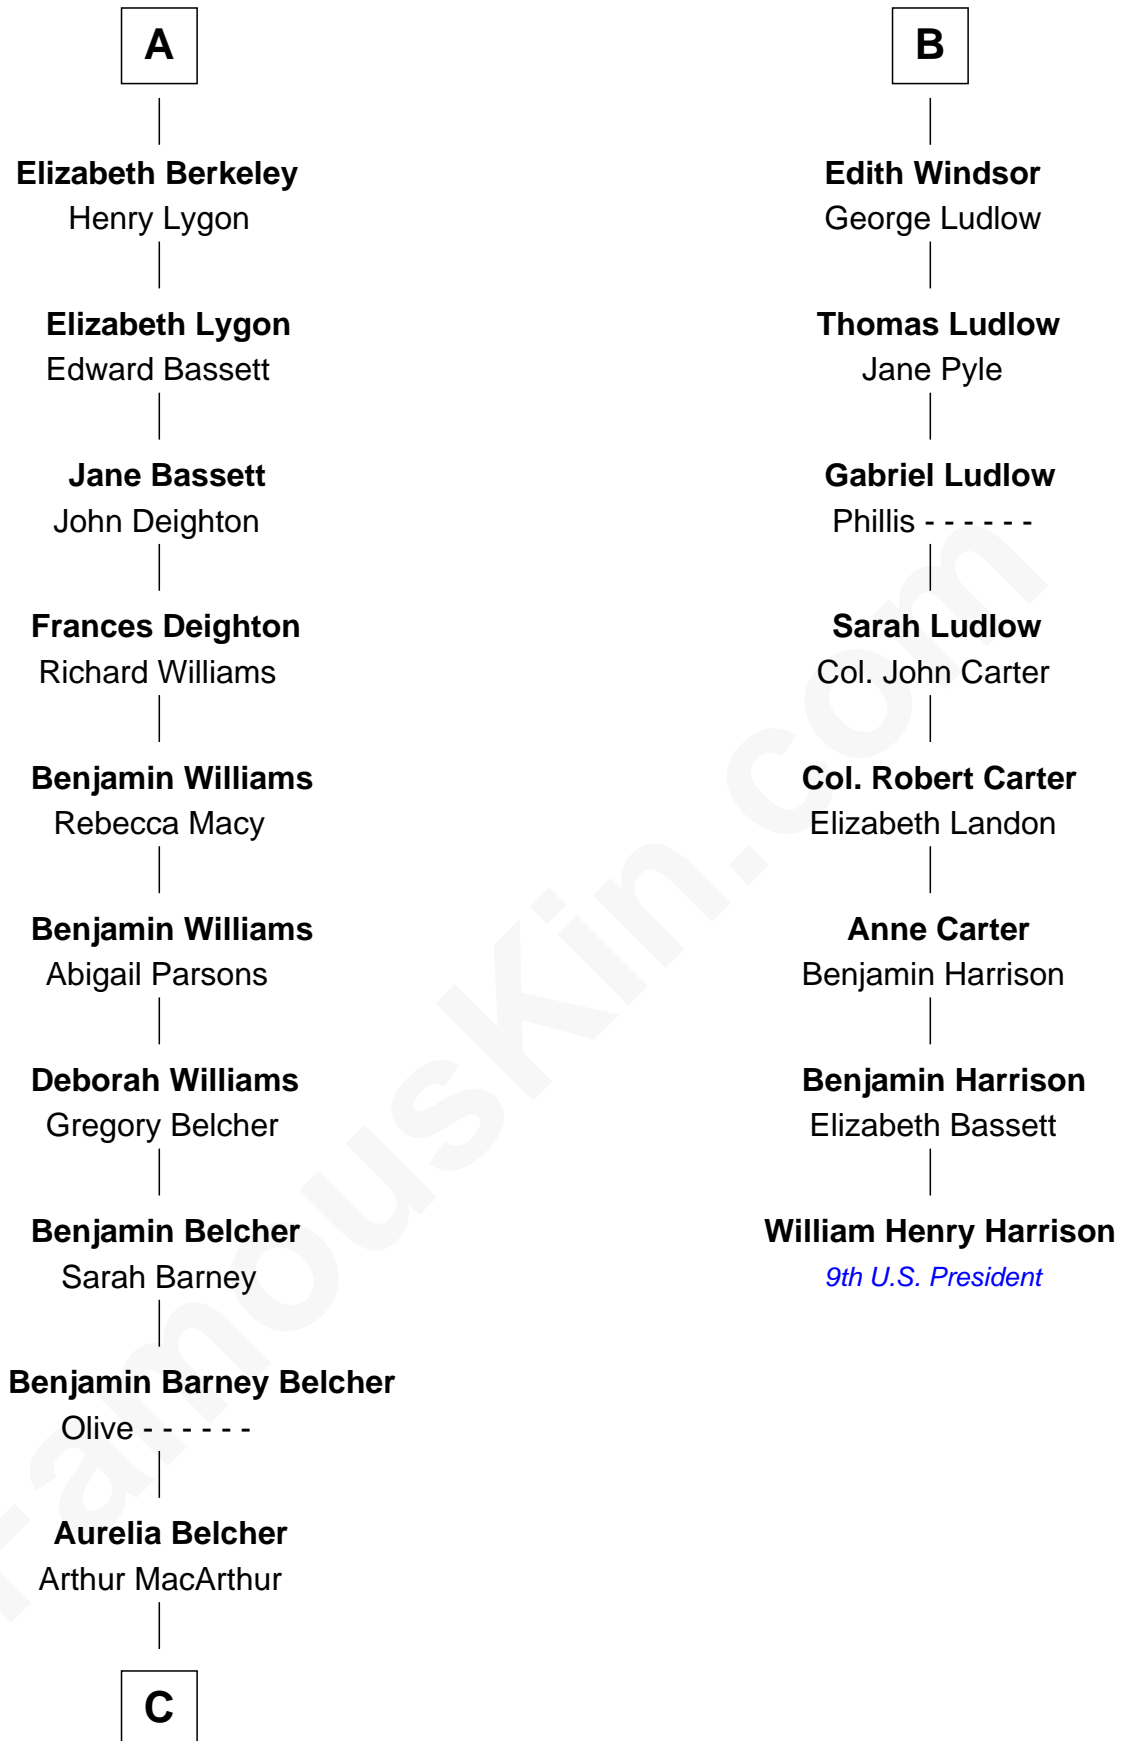 A
Elizabeth Berkeley
Henry Lygon
Elizabeth Lygon
Edward Bassett
Jane Bassett
John Deighton
Frances Deighton
Richard Williams
Benjamin Williams
Rebecca Macy
Benjamin Williams
Abigail Parsons
Deborah Williams
Gregory Belcher
Benjamin Belcher
Sarah Barney
Benjamin Barney Belcher
Olive - - - - - -
Aurelia Belcher
Arthur MacArthur
C
B
Edith Windsor
George Ludlow
Thomas Ludlow
Jane Pyle
Gabriel Ludlow
Phillis - - - - - -
Sarah Ludlow
Col. John Carter
Col. Robert Carter
Elizabeth Landon
Anne Carter
Benjamin Harrison
Benjamin Harrison
Elizabeth Bassett
William Henry Harrison
9th U.S. President
FamousKin.com